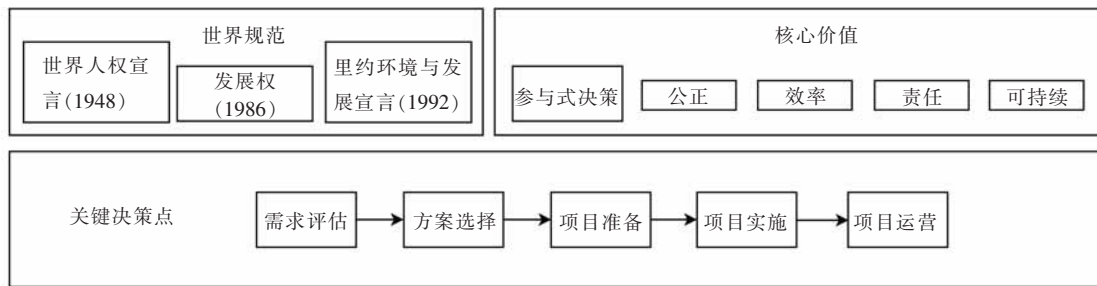 世界规范
世界人权宣
言(1948)
发展权
(1986)
里约环境与发
展宣言(1992)
核心价值
参与式决策
公正
效率
责任
可持续
关键决策点
需求评估
方案选择
项目准备
项目实施
项目运营